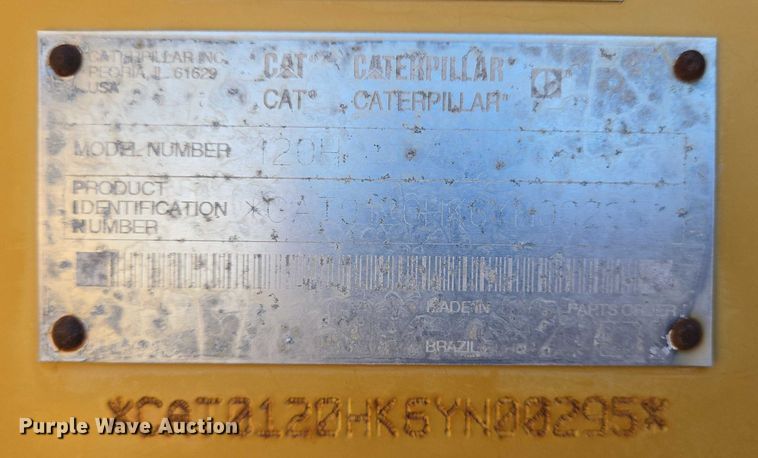 CATERPILLAR INC.
PEORIA, IL. 61629
USA
CAT® CATERPILLAR®
CAT® CATERPILLAR®
MODEL NUMBER 120H
PRODUCT
IDENTIFICATION
NUMBER
MADE IN
BRAZIL
PARTS ORDER
*CAT0120HK6YN00295*
Purple Wave Auction